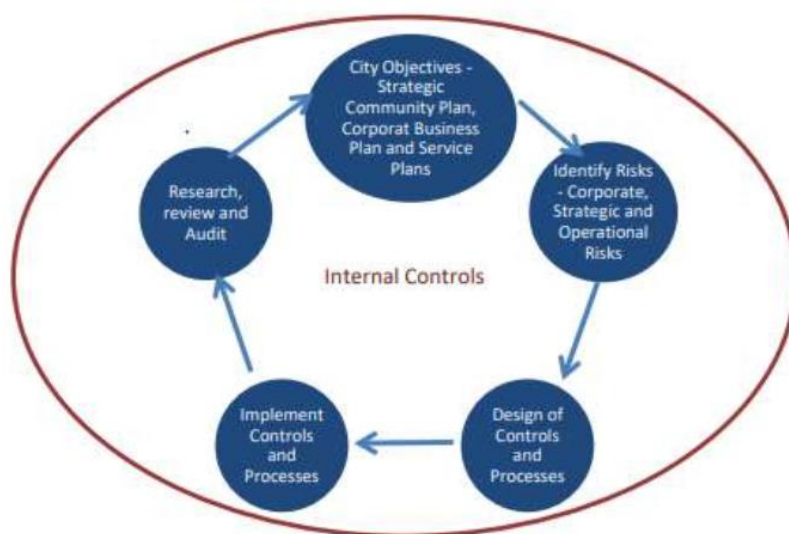 City Objectives -
Strategic
Community Plan,
Corporat Business
Plan and Service
Plans
Identify Risks
- Corporate,
Strategic and
Operational
Risks
Design of
Controls
and
Processes
Implement
Controls
and
Processes
Research,
review and
Audit
Internal Controls